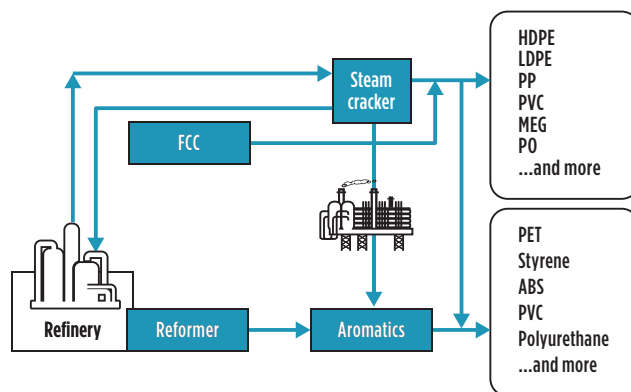 Steam
cracker
FCC
Refinery
Reformer
Aromatics
HDPE
LDPE
PP
PVC
MEG
PO
...and more
PET
Styrene
ABS
PVC
Polyurethane
...and more